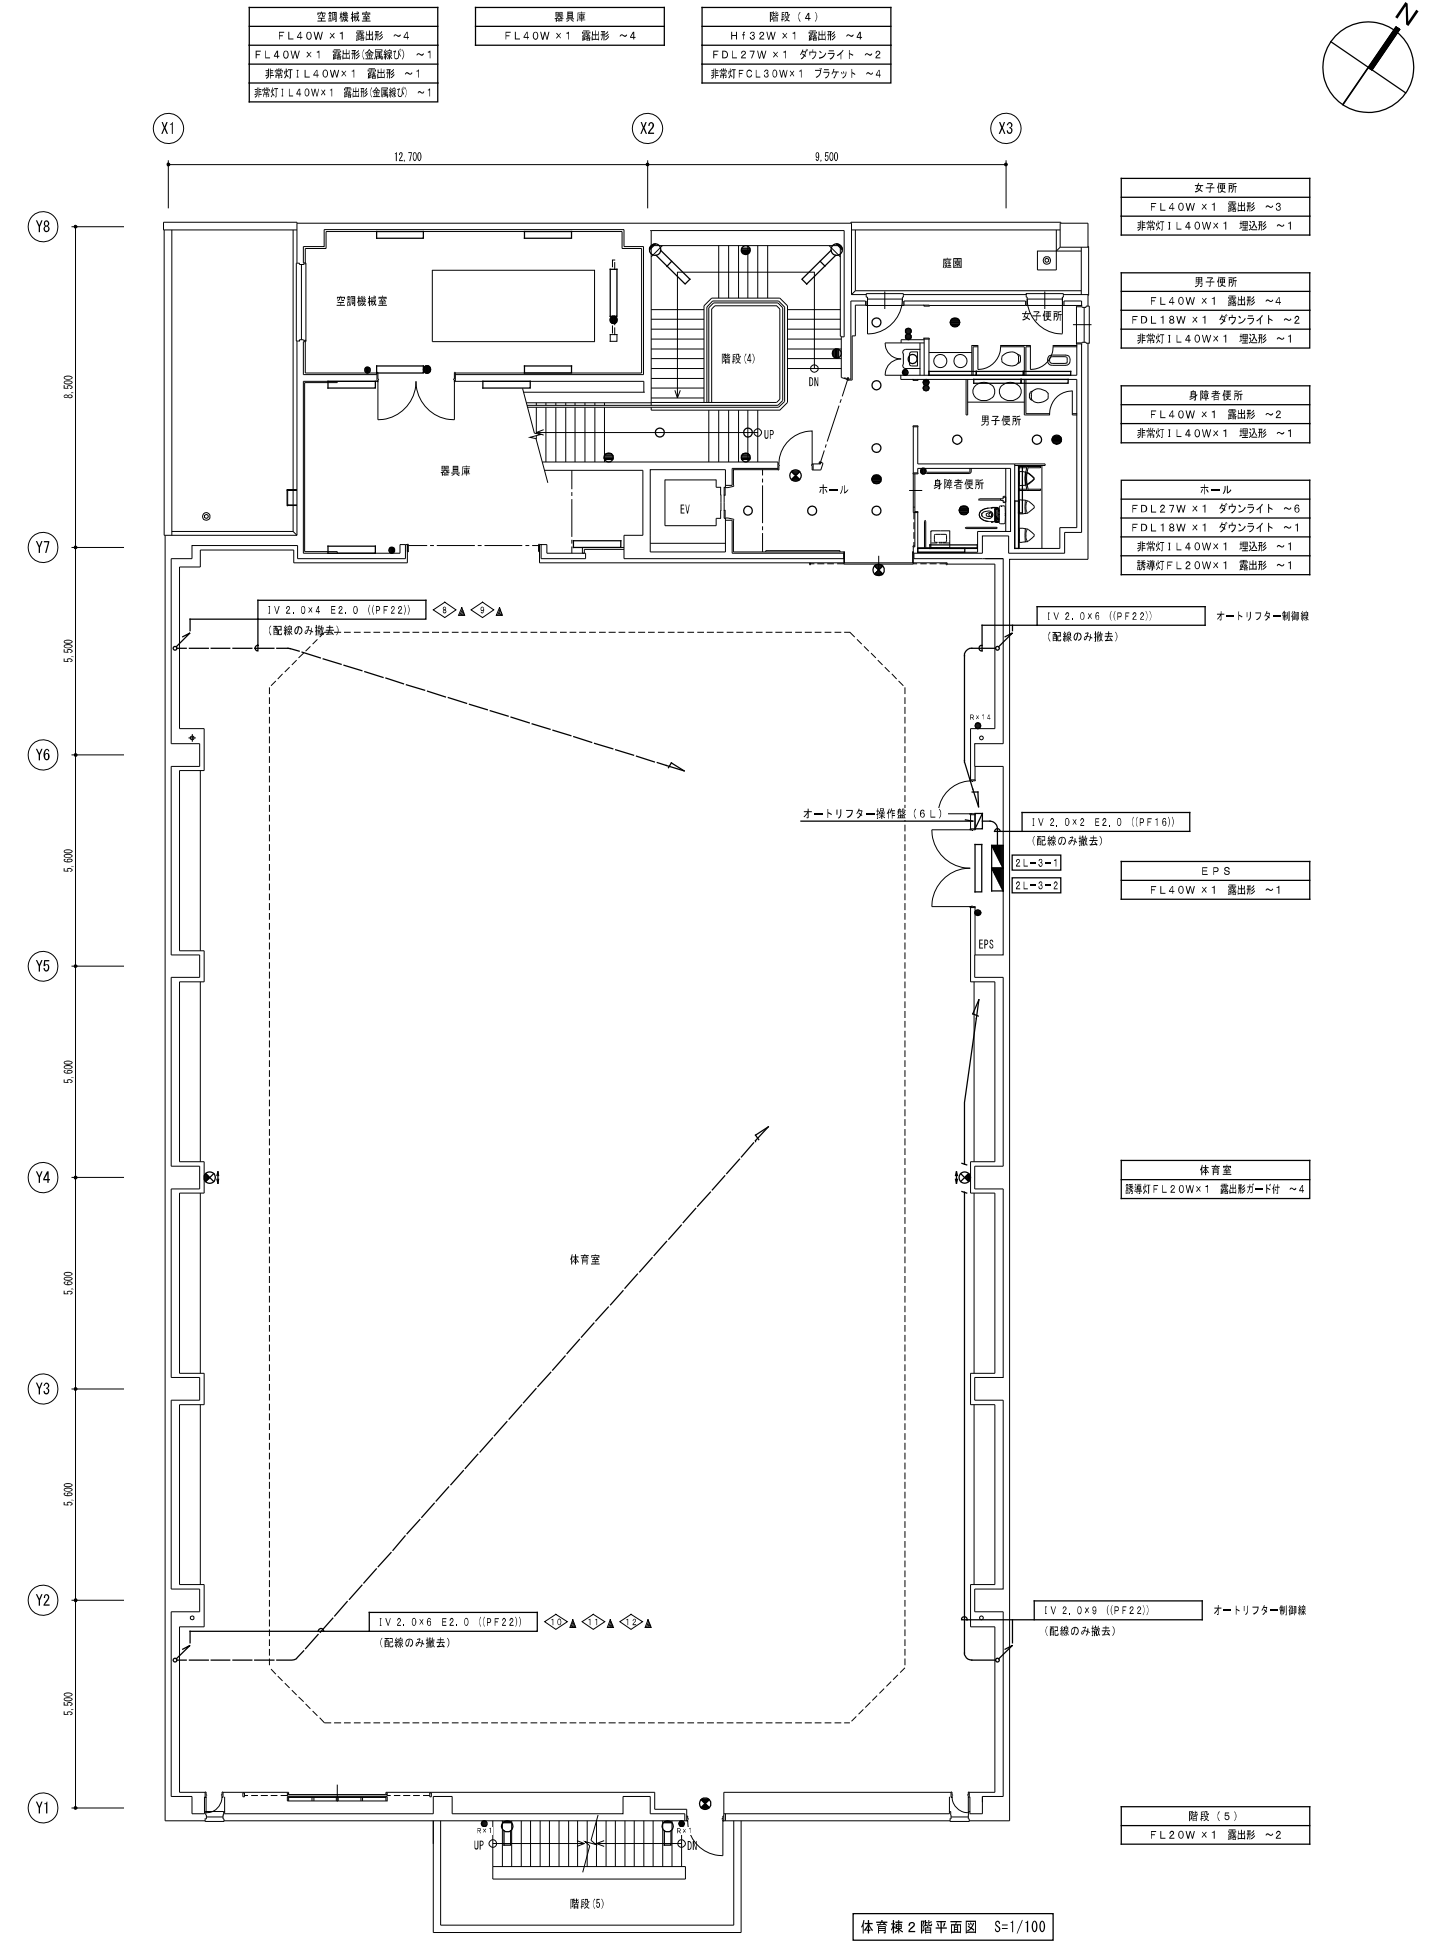 空調機械室
FL40W ×1 露出形 ～4
FL40W ×1 露出形(金属線ぴ) ～1
非常灯IL40W×1 露出形 ～1
非常灯IL40W×1 露出形(金属線ぴ) ～1
器具庫
FL40W ×1 露出形 ～4
階段(4)
Hf32W ×1 露出形 ～4
FDL27W ×1 ダウンライト ～2
非常灯FCL30W×1 ブラケット ～4
N
X1
X2
X3
12,700
9,500
女子便所
FL40W ×1 露出形 ～3
非常灯IL40W×1 埋込形 ～1
男子便所
FL40W ×1 露出形 ～4
FDL18W ×1 ダウンライト ～2
非常灯IL40W×1 埋込形 ～1
身障者便所
FL40W ×1 露出形 ～2
非常灯IL40W×1 埋込形 ～1
ホール
FDL27W ×1 ダウンライト ～6
FDL18W ×1 ダウンライト ～1
非常灯IL40W×1 埋込形 ～1
誘導灯FL20W×1 露出形 ～1
Y8
庭園
空調機械室
女子便所
階段(4)
DN
8,500
男子便所
UP
器具庫
身障者便所
ホール
EV
Y7
IV 2.0×4 E2.0 ((PF22)) 8 9
(配線のみ撤去)
IV 2.0×6 ((PF22)) オートリフター制御線
(配線のみ撤去)
5,500
R×14
Y6
オートリフター操作盤(6L)
IV 2.0×2 E2.0 ((PF16))
(配線のみ撤去)
2L-3-1
2L-3-2
5,600
EPS
FL40W ×1 露出形 ～1
EPS
Y5
5,600
Y4
体育室
誘導灯FL20W×1 露出形ガード付 ～4
体育室
5,600
Y3
5,600
Y2
IV 2.0×6 E2.0 ((PF22)) 10 11 12
(配線のみ撤去)
IV 2.0×9 ((PF22)) オートリフター制御線
(配線のみ撤去)
5,500
Y1
R×1
R×1
UP
DN
階段(5)
階段(5)
FL20W ×1 露出形 ～2
体育棟2階平面図 S=1/100